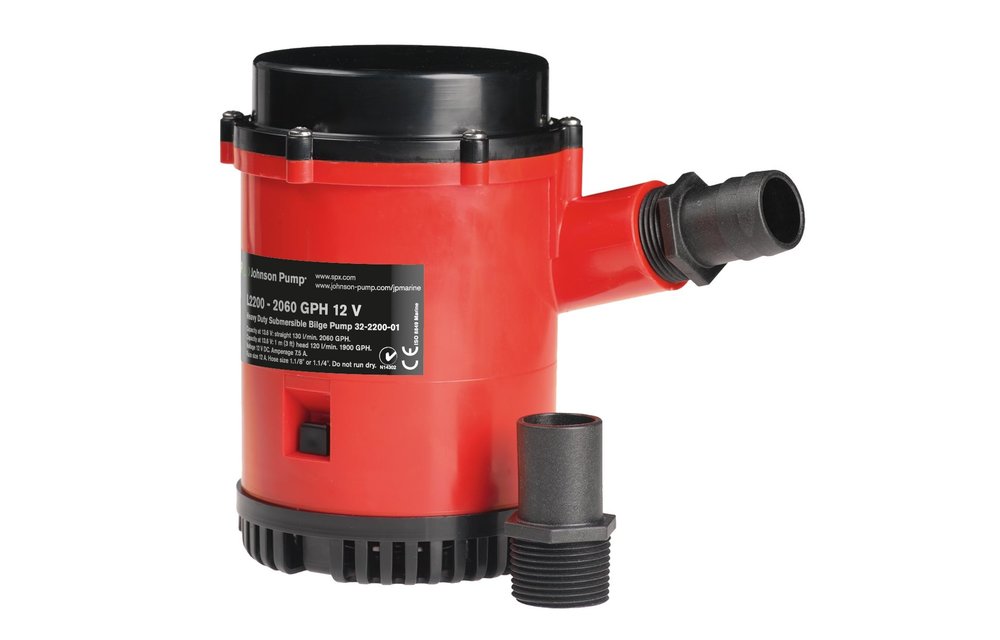 Johnson Pump®
www.spx.com
www.johnson-pump.com/jpmarine
L2200 - 2060 GPH 12 V
Heavy Duty Submersible Bilge Pump 32-2200-01
Capacity at 13.6 V: straight 130 l/min. 2060 GPH.
Capacity at 13.6 V: 1 m (3 ft) head 120 l/min. 1900 GPH.
Voltage 12 V DC. Amperage 7.5 A.
size 12 A. Hose size 1.1/8" or 1.1/4". Do not run dry.
N14302
CE
ISO 8849 Marine